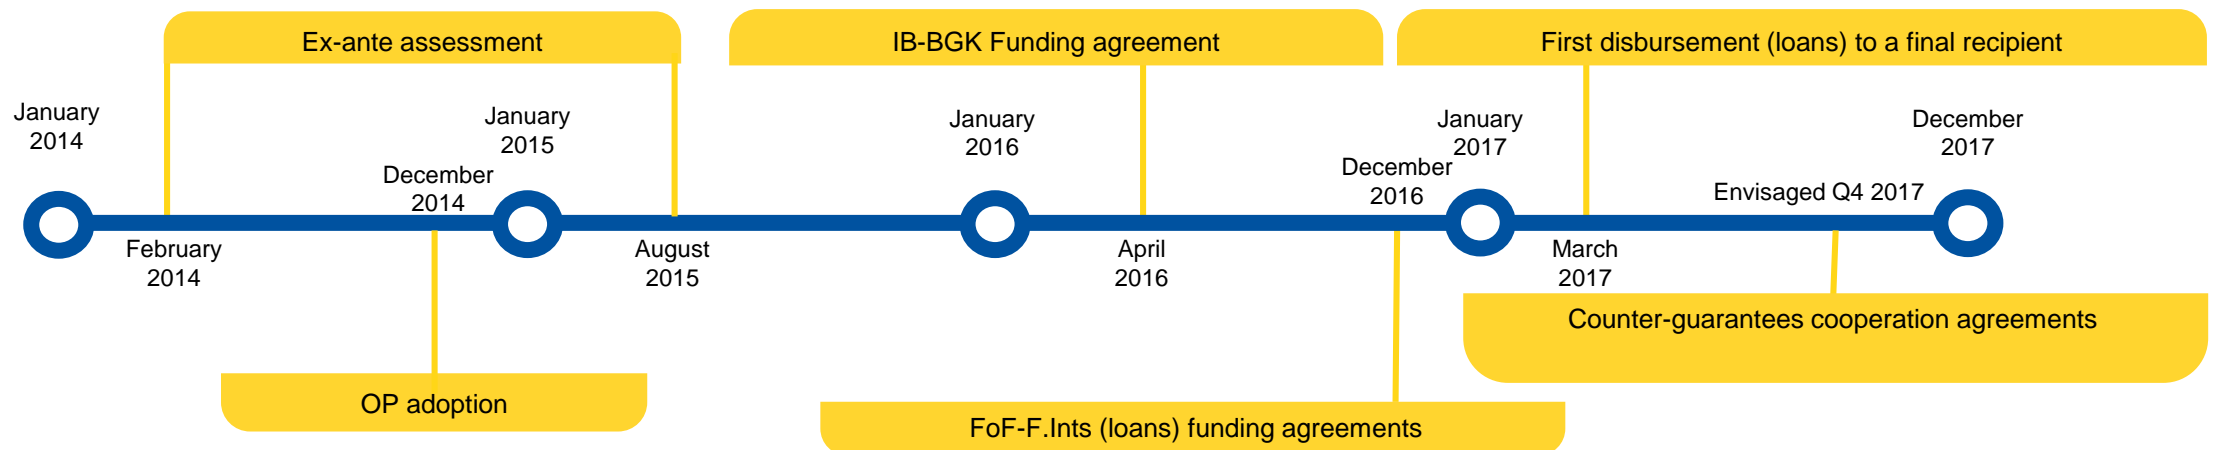 Ex-ante assessment
IB-BGK Funding agreement
First disbursement (loans) to a final recipient
January
2014
January
2015
January
2016
January
2017
December
2017
December
2014
December
2016
Envisaged Q4 2017
February
2014
August
2015
April
2016
March
2017
Counter-guarantees cooperation agreements
OP adoption
FoF-F.Ints (loans) funding agreements